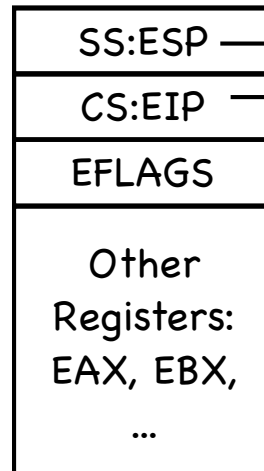 SS:ESP
CS:EIP
EFLAGS
Other
Registers:
EAX, EBX,
...